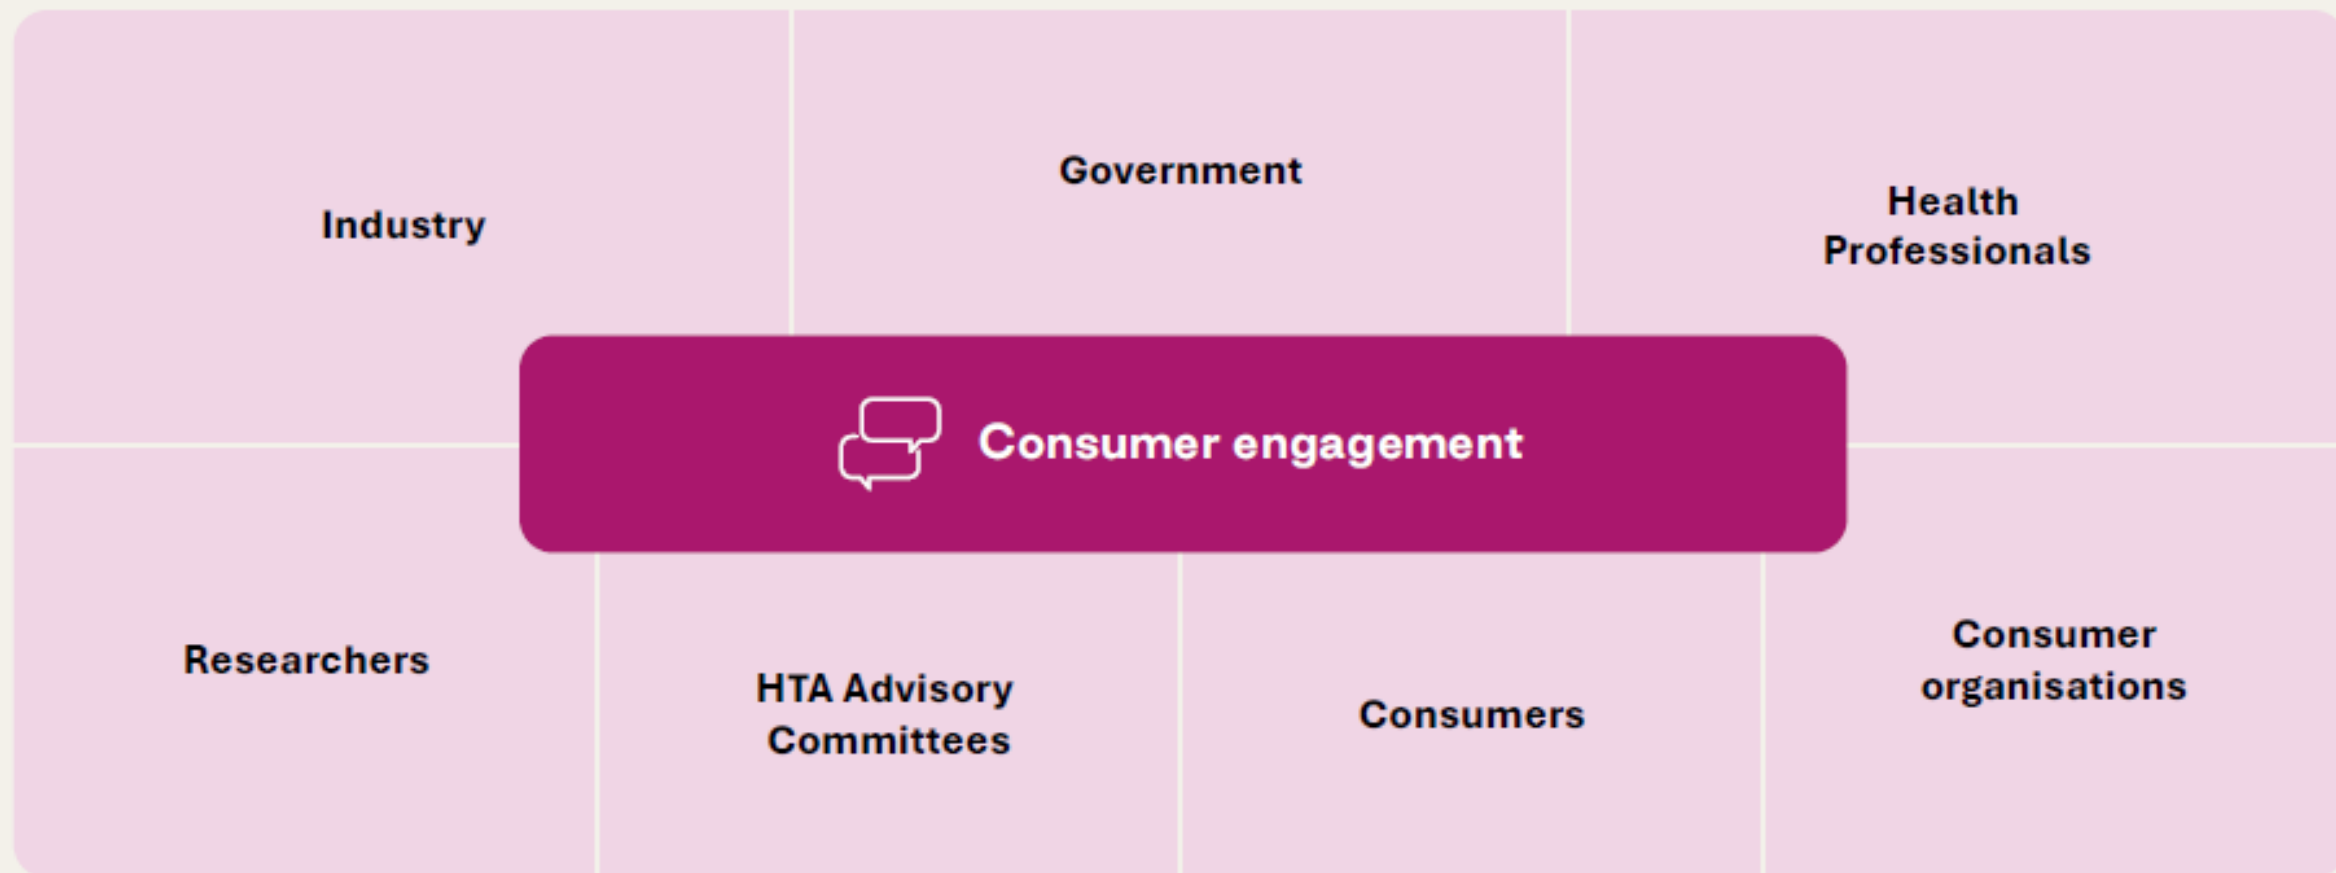 Industry
Government
Health
Professionals
Consumer engagement
Researchers
HTA Advisory
Committees
Consumers
Consumer
organisations